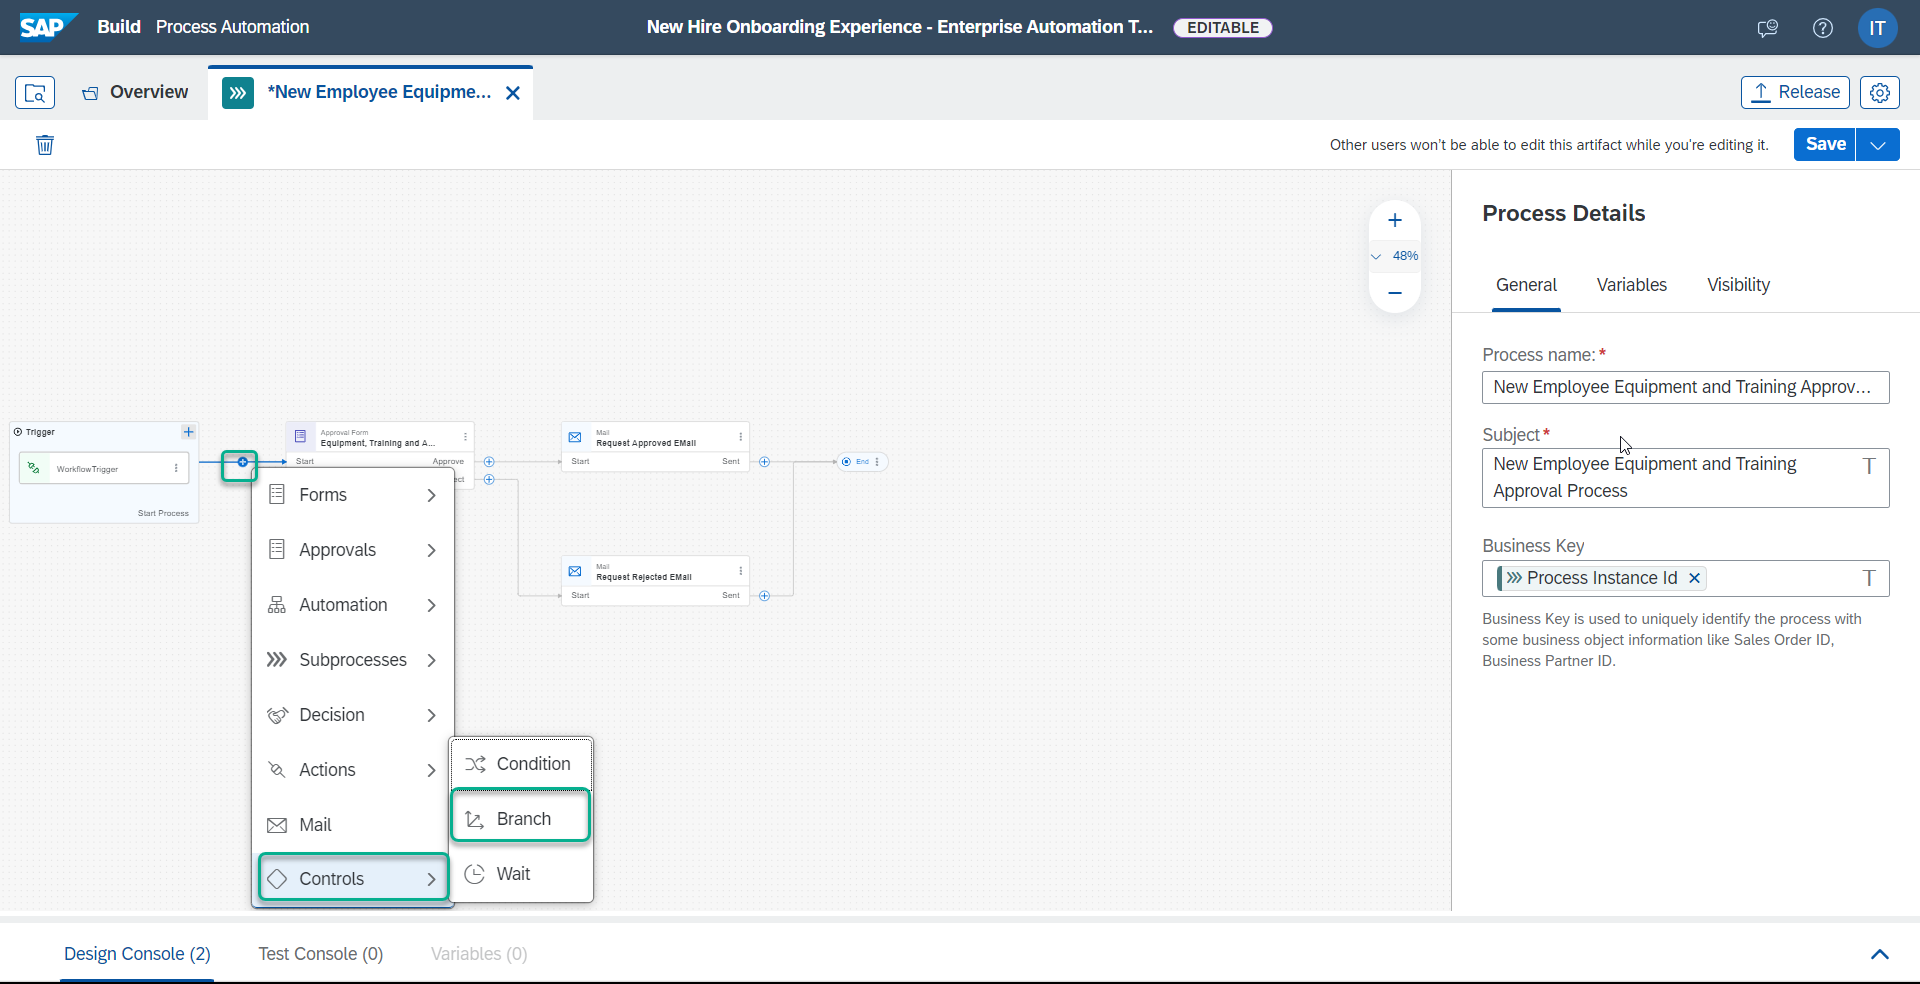 SAP Build Process Automation
New Hire Onboarding Experience - Enterprise Automation T... EDITABLE
IT
Overview
*New Employee Equipme...
Release
Other users won't be able to edit this artifact while you're editing it.
Save
48%
Trigger
WorkflowTrigger
Start Process
Approval Form
Equipment, Training and A...
Start Approve
ect
Mail
Request Approved EMail
Start Sent
End
Mail
Request Rejected EMail
Start Sent
Forms
Approvals
Automation
Subprocesses
Decision
Actions
Mail
Controls
Condition
Branch
Wait
Process Details
General Variables Visibility
Process name:*
New Employee Equipment and Training Approv...
Subject*
New Employee Equipment and Training
Approval Process
Business Key
Process Instance Id
Business Key is used to uniquely identify the process with
some business object information like Sales Order ID,
Business Partner ID.
Design Console (2) Test Console (0) Variables (0)